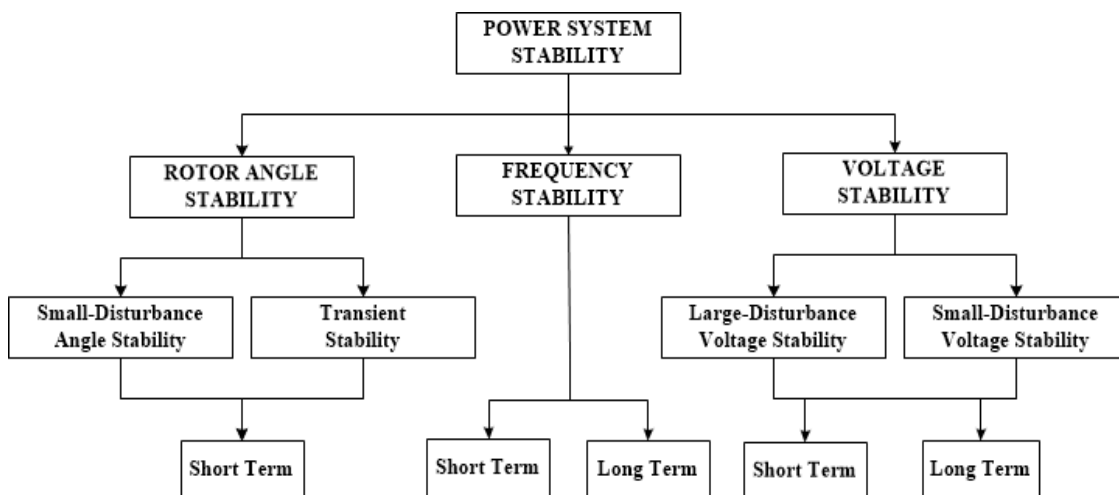 POWER SYSTEM
STABILITY
ROTOR ANGLE
STABILITY
FREQUENCY
STABILITY
VOLTAGE
STABILITY
Small-Disturbance
Angle Stability
Transient
Stability
Large-Disturbance
Voltage Stability
Small-Disturbance
Voltage Stability
Short Term
Short Term
Long Term
Short Term
Long Term